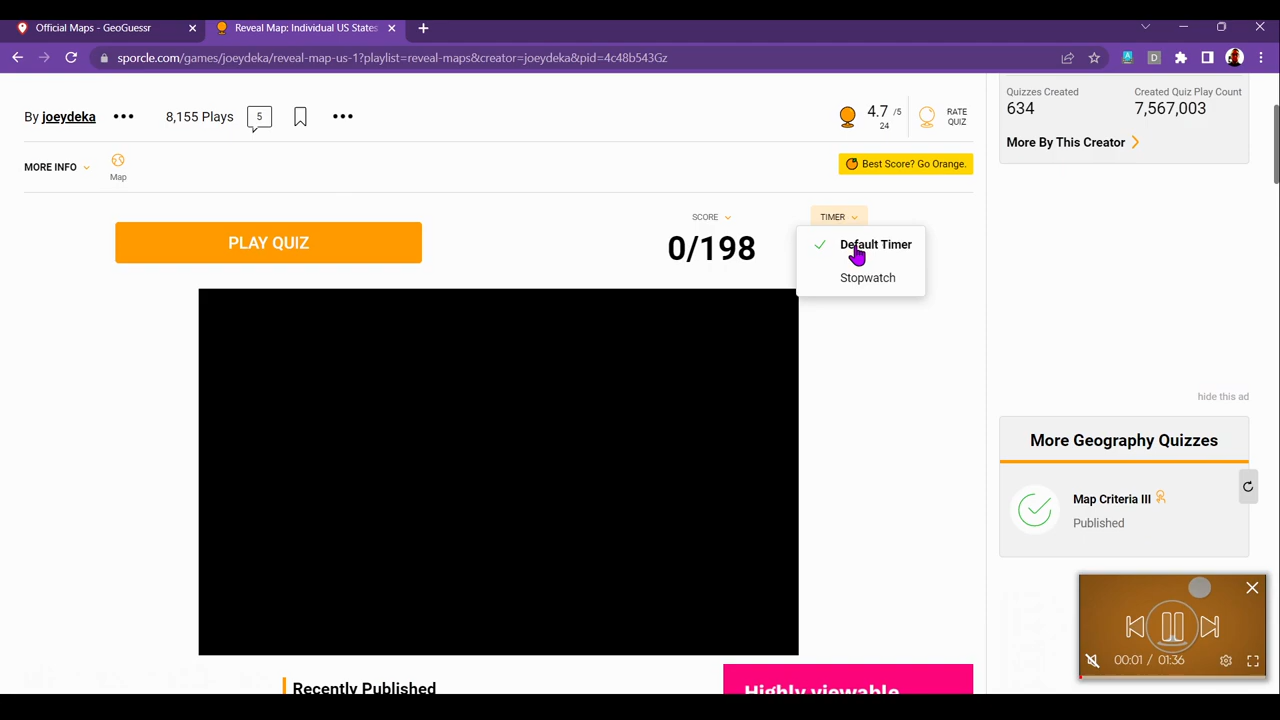 Official Maps - GeoGuessr
Reveal Map: Individual US States
sporcle.com/games/joeydeka/reveal-map-us-1?playlist=reveal-maps&creator=joeydeka&pid=4c48b543Gz
By joeydeka
8,155 Plays
5
4.7 /5
24
RATE
QUIZ
MORE INFO
Map
Best Score? Go Orange.
PLAY QUIZ
SCORE
0/198
TIMER
Default Timer
Stopwatch
Quizzes Created
634
Created Quiz Play Count
7,567,003
More By This Creator
hide this ad
More Geography Quizzes
Map Criteria III
Published
00:01 / 01:36
Recently Published
Highly viewable